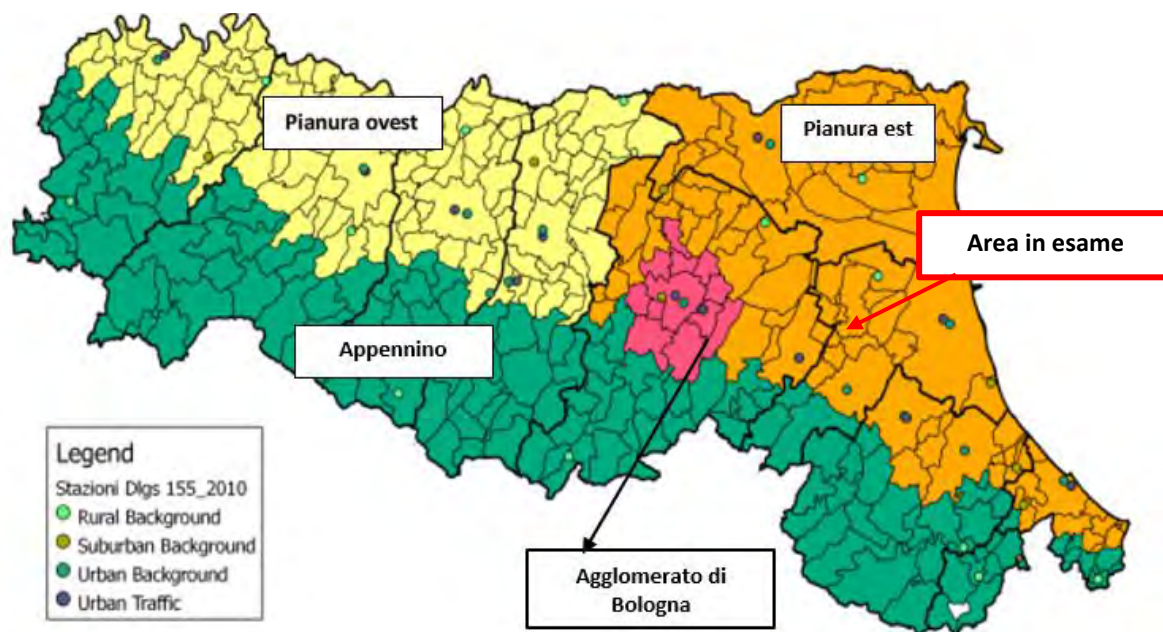 Pianura ovest
Pianura est
Area in esame
Appennino
Legend
Stazioni Dlgs 155_2010
Rural Background
Suburban Background
Urban Background
Urban Traffic
Agglomerato di
Bologna